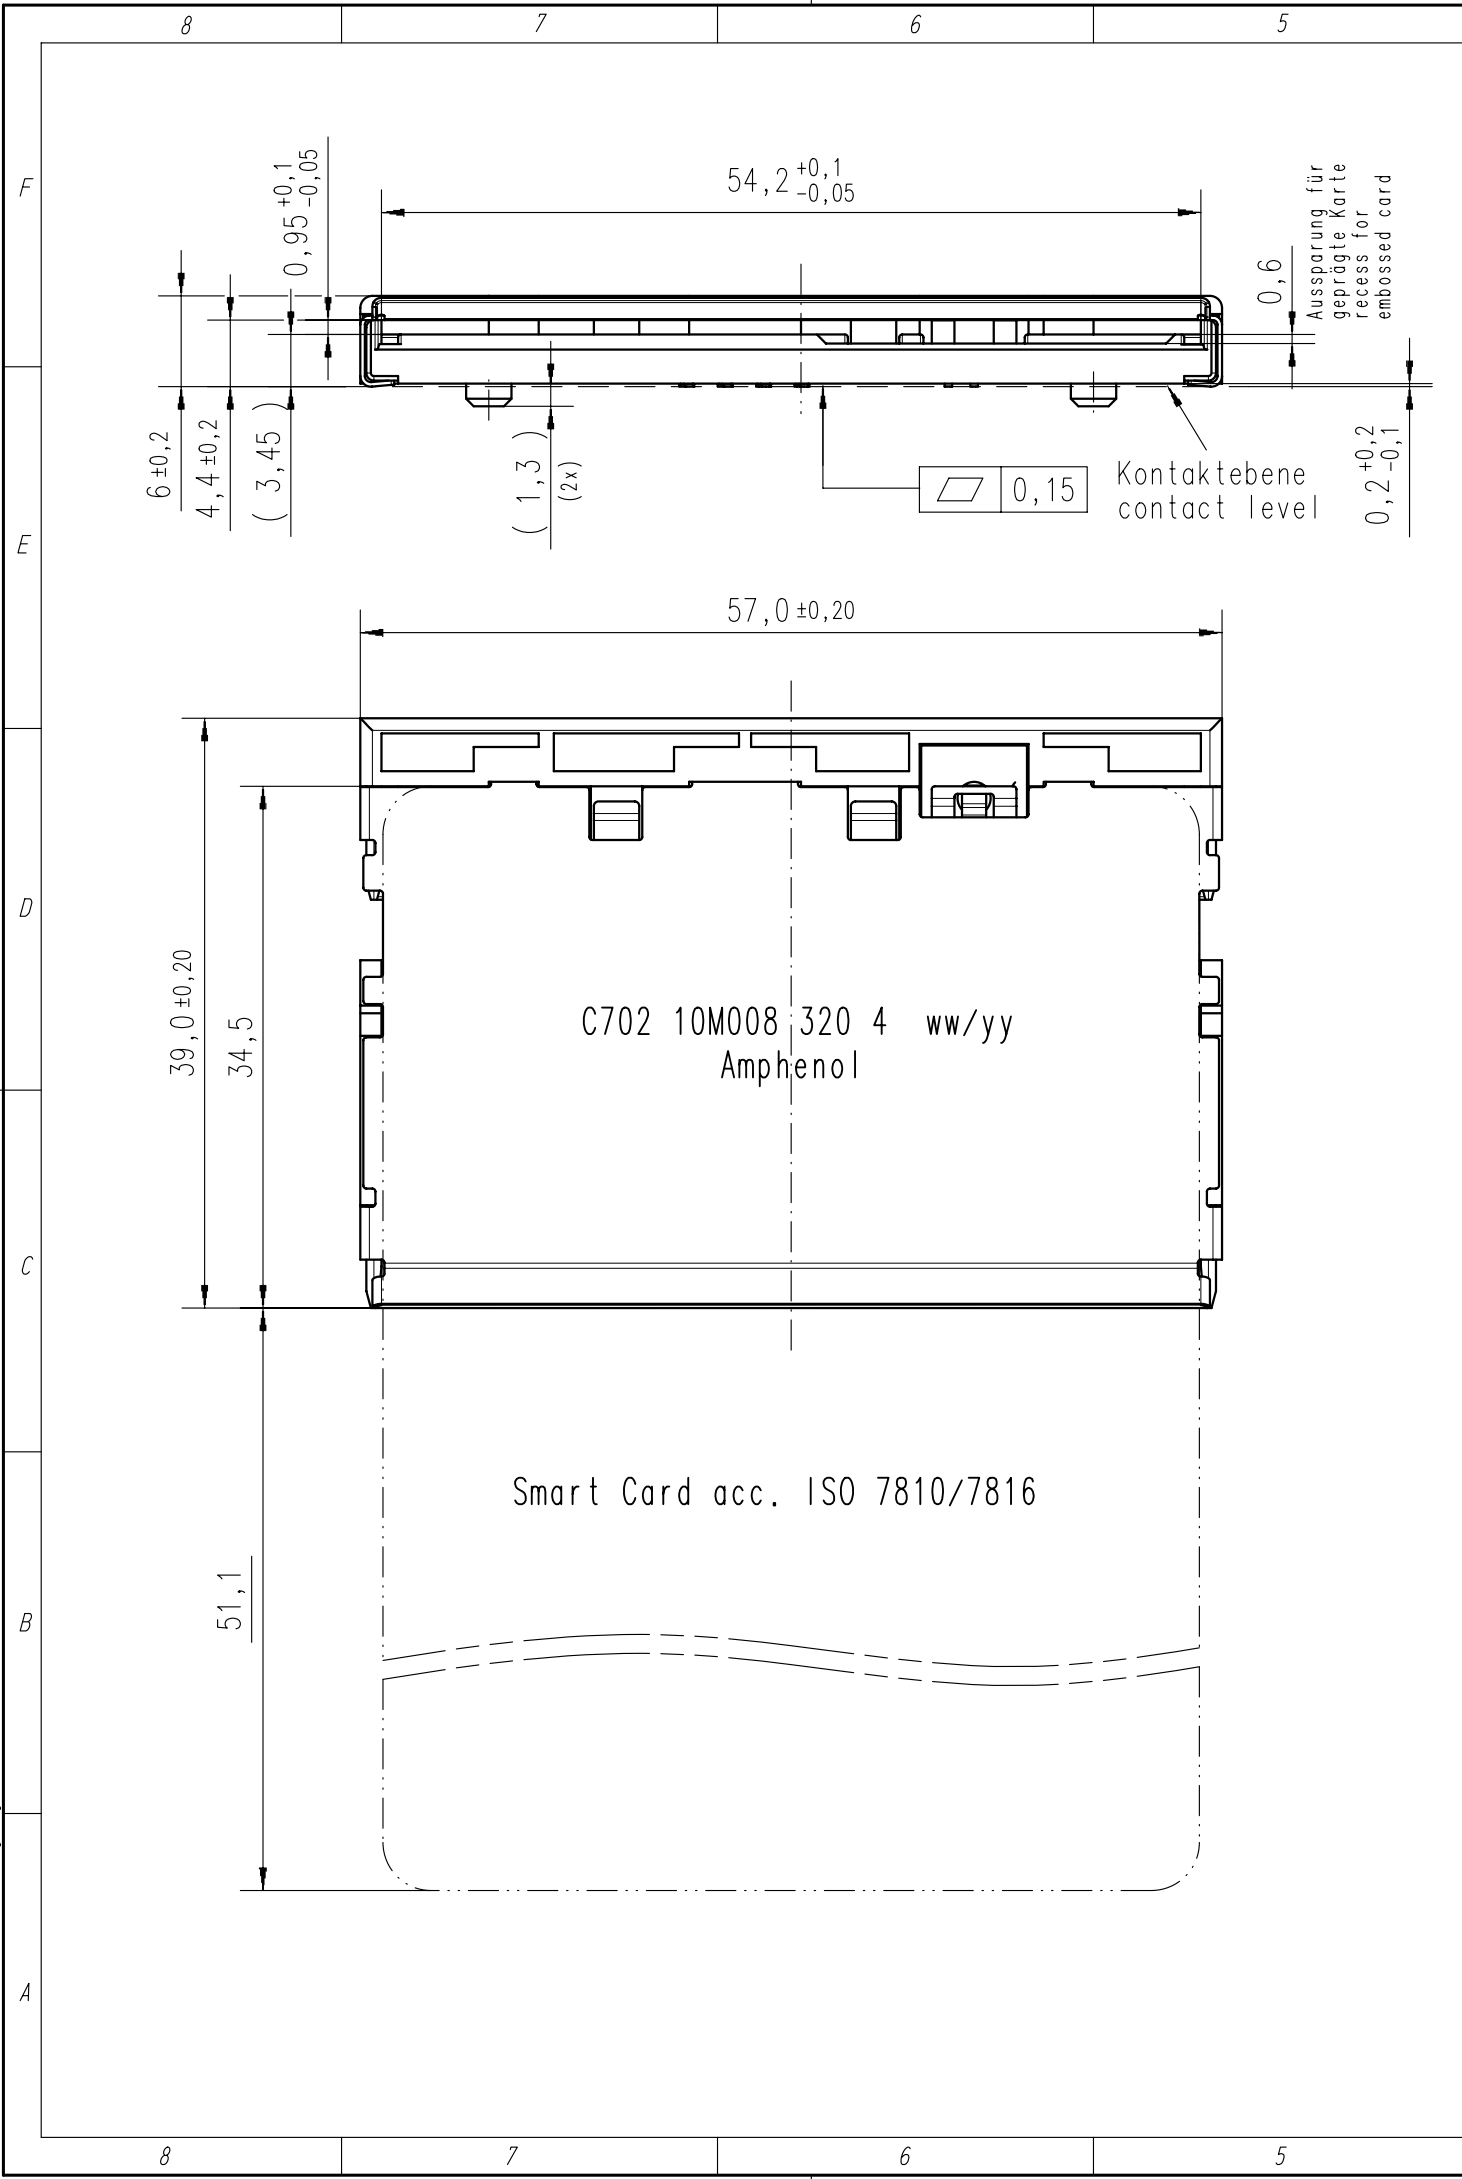 8 7 6 5
F
E
D
C
B
A
0,95 +0,1 -0,05
54,2 +0,1 -0,05
Aussparung für
geprägte Karte
recess for
embossed card
0,6
6 ±0,2
4,4 ±0,2
( 3,45 )
( 1,3 )
(2x)
0,15
Kontaktebene
contact level
0,2 +0,2 -0,1
57,0 ±0,20
39,0 ±0,20
34,5
C702 10M008 320 4 ww/yy
Amphenol
Smart Card acc. ISO 7810/7816
51,1
8 7 6 5